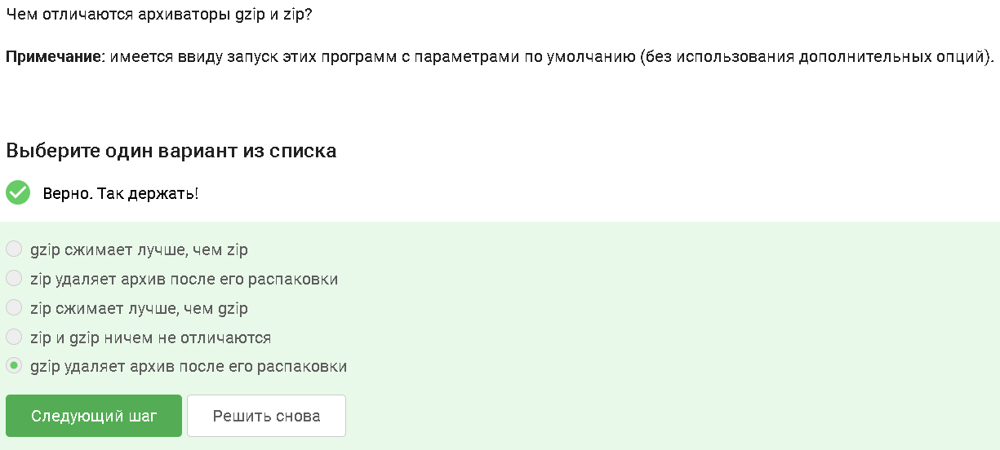 Чем отличаются архиваторы gzip и zip?
Примечание: имеется ввиду запуск этих программ с параметрами по умолчанию (без использования дополнительных опций).
Выберите один вариант из списка
Верно. Так держать!
gzip сжимает лучше, чем zip
zip удаляет архив после его распаковки
zip сжимает лучше, чем gzip
zip и gzip ничем не отличаются
gzip удаляет архив после его распаковки
Следующий шаг
Решить снова